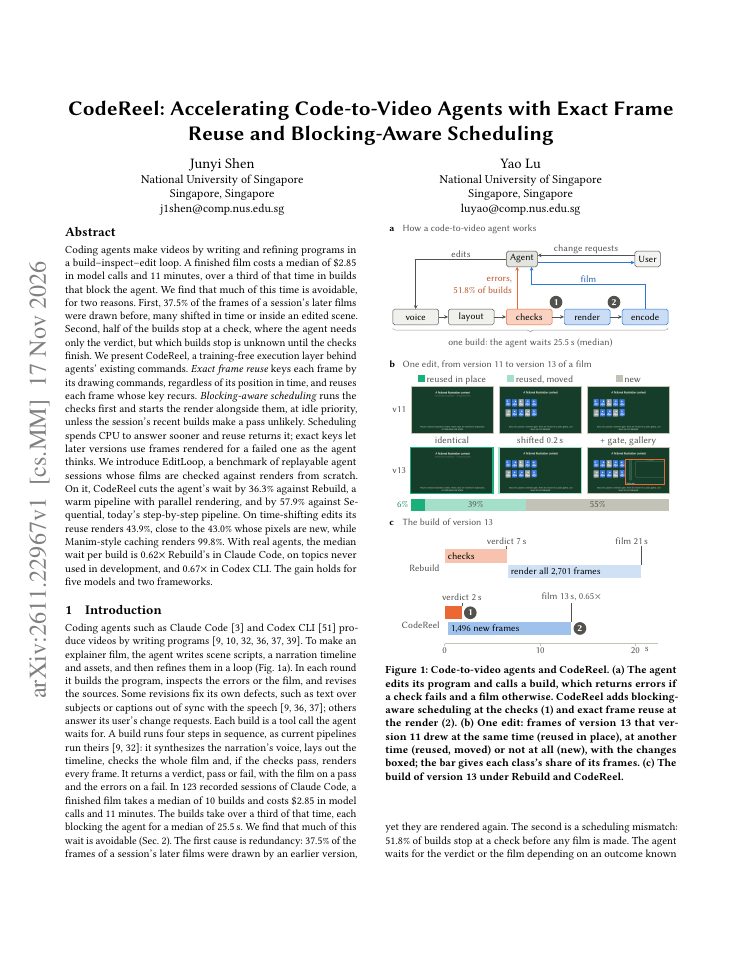 CodeReel: Accelerating Code-to-Video Agents with Exact Frame
Reuse and Blocking-Aware Scheduling
Junyi Shen
National University of Singapore
Singapore, Singapore
j1shen@comp.nus.edu.sg
Yao Lu
National University of Singapore
Singapore, Singapore
luyao@comp.nus.edu.sg
arXiv:2611.22967v1 [cs.MM] 17 Nov 2026
Abstract
Coding agents make videos by writing and refining programs in
a build–inspect–edit loop. A finished film costs a median of $2.85
in model calls and 11 minutes, over a third of that time in builds
that block the agent. We find that much of this time is avoidable,
for two reasons. First, 37.5% of the frames of a session's later films
were drawn before, many shifted in time or inside an edited scene.
Second, half of the builds stop at a check, where the agent needs
only the verdict, but which builds stop is unknown until the checks
finish. We present CodeReel, a training-free execution layer behind
agents' existing commands. Exact frame reuse keys each frame by
its drawing commands, regardless of its position in time, and reuses
each frame whose key recurs. Blocking-aware scheduling runs the
checks first and starts the render alongside them, at idle priority,
unless the session's recent builds make a pass unlikely. Scheduling
spends CPU to answer sooner and reuse returns it; exact keys let
later versions use frames rendered for a failed one as the agent
thinks. We introduce EditLoop, a benchmark of replayable agent
sessions whose films are checked against renders from scratch.
On it, CodeReel cuts the agent's wait by 36.3% against Rebuild, a
warm pipeline with parallel rendering, and by 57.9% against Se-
quential, today's step-by-step pipeline. On time-shifting edits its
reuse renders 43.9%, close to the 43.0% whose pixels are new, while
Manim-style caching renders 99.8%. With real agents, the median
wait per build is 0.62× Rebuild's in Claude Code, on topics never
used in development, and 0.67× in Codex CLI. The gain holds for
five models and two frameworks.
1 Introduction
Coding agents such as Claude Code [3] and Codex CLI [51] pro-
duce videos by writing programs [9, 10, 32, 36, 37, 39]. To make an
explainer film, the agent writes scene scripts, a narration timeline
and assets, and then refines them in a loop (Fig. 1a). In each round
it builds the program, inspects the errors or the film, and revises
the sources. Some revisions fix its own defects, such as text over
subjects or captions out of sync with the speech [9, 36, 37]; others
answer its user's change requests. Each build is a tool call the agent
waits for. A build runs four steps in sequence, as current pipelines
run theirs [9, 32]: it synthesizes the narration's voice, lays out the
timeline, checks the whole film and, if the checks pass, renders
every frame. It returns a verdict, pass or fail, with the film on a pass
and the errors on a fail. In 123 recorded sessions of Claude Code, a
finished film takes a median of 10 builds and costs $2.85 in model
calls and 11 minutes. The builds take over a third of that time, each
blocking the agent for a median of 25.5 s. We find that much of this
wait is avoidable (Sec. 2). The first cause is redundancy: 37.5% of the
frames of a session's later films were drawn by an earlier version,
a How a code-to-video agent works
edits
Agent
change requests
User
errors,
51.8% of builds
film
1
2
voice
layout
checks
render
encode
one build: the agent waits 25.5 s (median)
b One edit, from version 11 to version 13 of a film
reused in place
reused, moved
new
v11
identical
shifted 0.2 s
+ gate, gallery
v13
6%
39%
55%
c The build of version 13
verdict 7 s
film 21 s
checks
Rebuild
render all 2,701 frames
verdict 2 s
film 13 s, 0.65×
1
CodeReel
1,496 new frames
2
0
10
20 s
Figure 1: Code-to-video agents and CodeReel. (a) The agent
edits its program and calls a build, which returns errors if
a check fails and a film otherwise. CodeReel adds blocking-
aware scheduling at the checks (1) and exact frame reuse at
the render (2). (b) One edit: frames of version 13 that ver-
sion 11 drew at the same time (reused in place), at another
time (reused, moved) or not at all (new), with the changes
boxed; the bar gives each class's share of its frames. (c) The
build of version 13 under Rebuild and CodeReel.
yet they are rendered again. The second is a scheduling mismatch:
51.8% of builds stop at a check before any film is made. The agent
waits for the verdict or the film depending on an outcome known